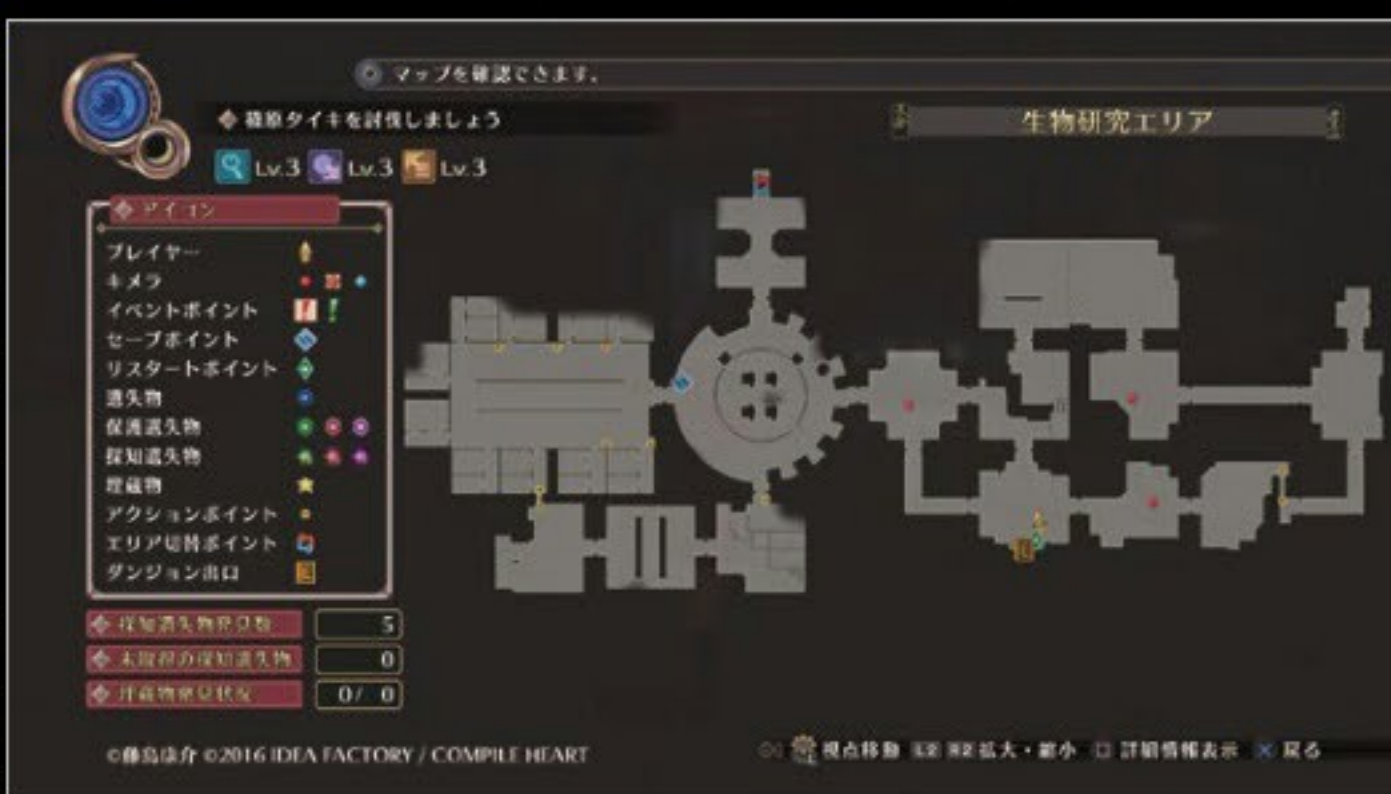 マップを確認できます。
篠原タイキを討伐しましょう
生物研究エリア
Lv.3 Lv.3 Lv.3
アイコン
プレイヤー
キメラ
イベントポイント
セーブポイント
リスタートポイント
遺失物
保護遺失物
探知遺失物
埋蔵物
アクションポイント
エリア切替ポイント
ダンジョン出口
探知遺失物発見数 5
未取得の探知遺失物 0
埋蔵物発見状況 0/ 0
©藤島康介 ©2016 IDEA FACTORY / COMPILE HEART
視点移動 L2 R2 拡大・縮小 詳細情報表示 戻る